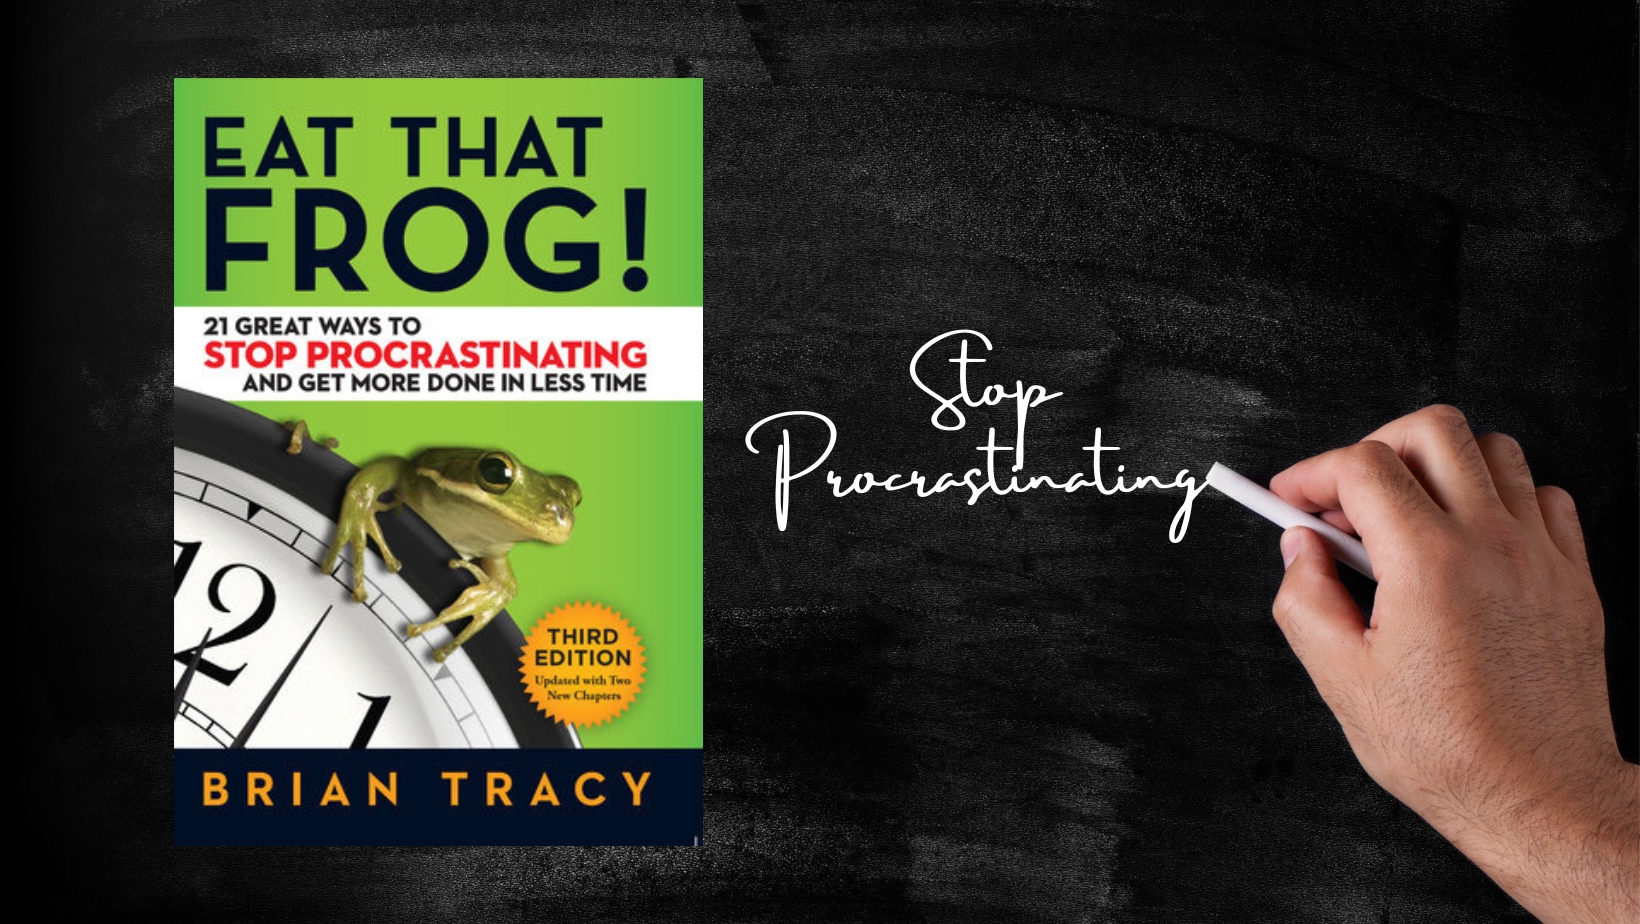 EAT THAT
FROG!
21 GREAT WAYS TO
STOP PROCRASTINATING
AND GET MORE DONE IN LESS TIME
12
1
THIRD
EDITION
Updated with Two
New Chapters
BRIAN TRACY
Stop
Procrastinating